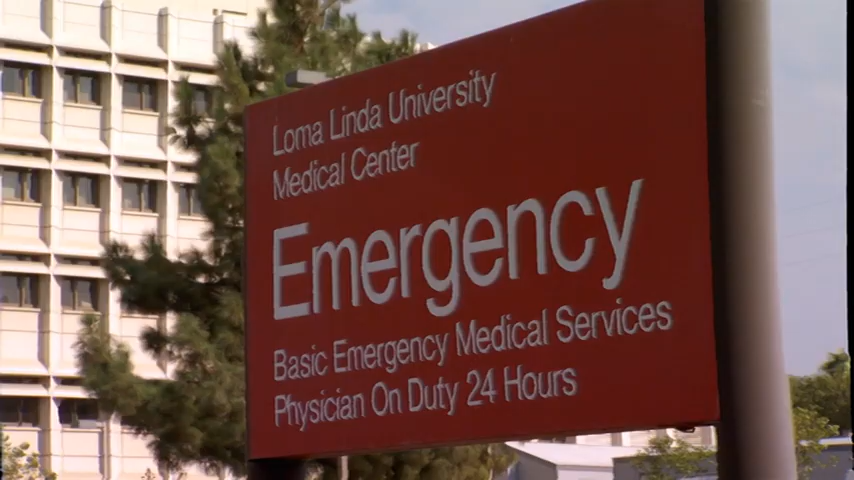 Loma Linda University
Medical Center
Emergency
Basic Emergency Medical Services
Physician On Duty 24 Hours